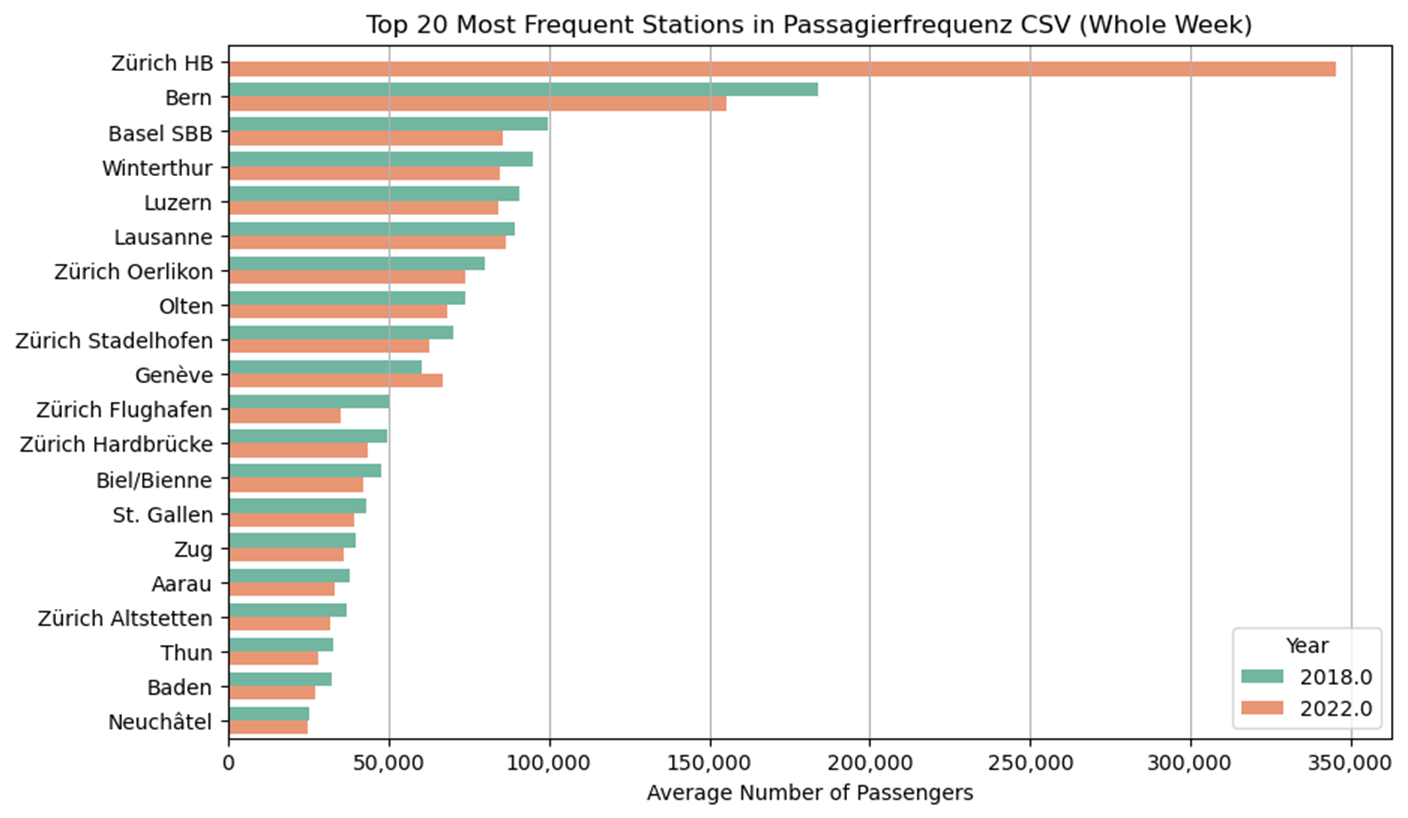 Top 20 Most Frequent Stations in Passagierfrequenz CSV (Whole Week)
Zürich HB
Bern
Basel SBB
Winterthur
Luzern
Lausanne
Zürich Oerlikon
Olten
Zürich Stadelhofen
Genève
Zürich Flughafen
Zürich Hardbrücke
Biel/Bienne
St. Gallen
Zug
Aarau
Zürich Altstetten
Thun
Baden
Neuchâtel
Year
2018.0
2022.0
0 50,000 100,000 150,000 200,000 250,000 300,000 350,000
Average Number of Passengers